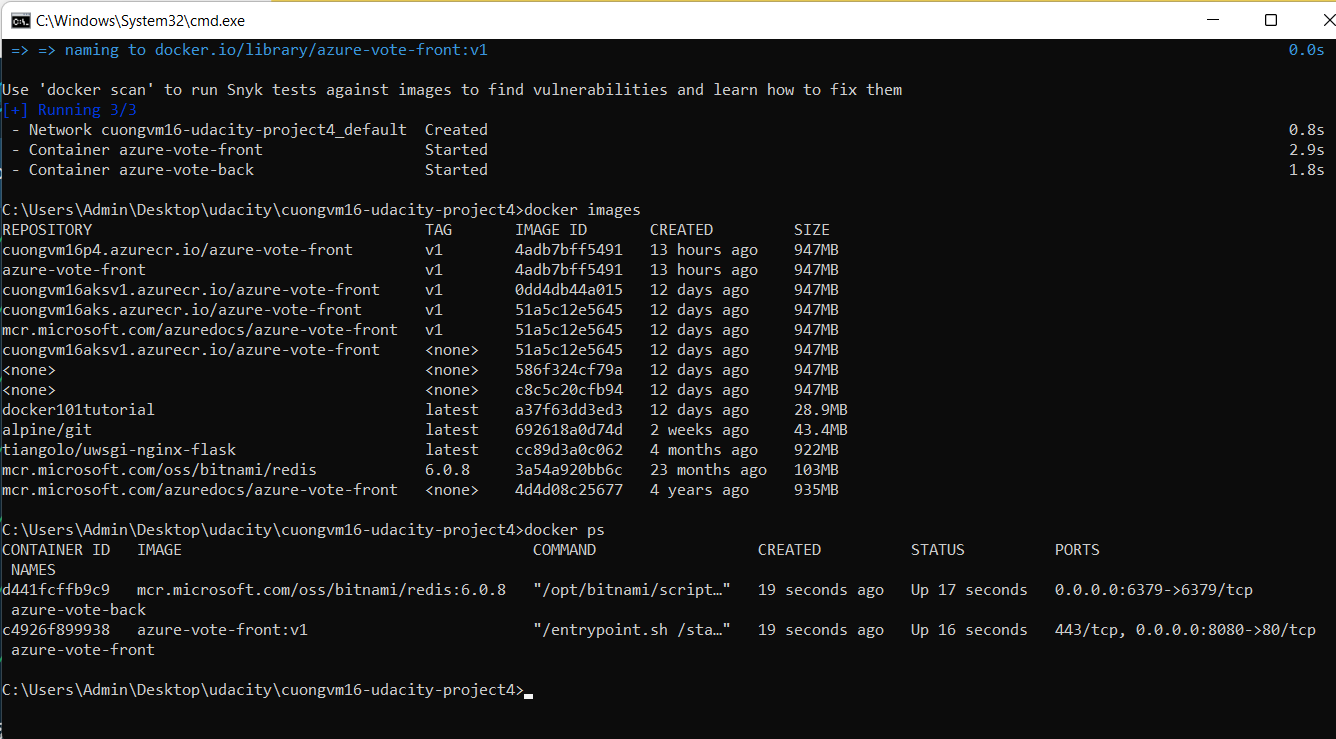 C:\Windows\System32\cmd.exe
=> => naming to docker.io/library/azure-vote-front:v1 0.0s
Use 'docker scan' to run Snyk tests against images to find vulnerabilities and learn how to fix them
[+] Running 3/3
- Network cuongvm16-udacity-project4_default Created 0.8s
- Container azure-vote-front Started 2.9s
- Container azure-vote-back Started 1.8s
C:\Users\Admin\Desktop\udacity\cuongvm16-udacity-project4>docker images
REPOSITORY TAG IMAGE ID CREATED SIZE
cuongvm16p4.azurecr.io/azure-vote-front v1 4adb7bff5491 13 hours ago 947MB
azure-vote-front v1 4adb7bff5491 13 hours ago 947MB
cuongvm16aksv1.azurecr.io/azure-vote-front v1 0dd4db44a015 12 days ago 947MB
cuongvm16aks.azurecr.io/azure-vote-front v1 51a5c12e5645 12 days ago 947MB
mcr.microsoft.com/azuredocs/azure-vote-front v1 51a5c12e5645 12 days ago 947MB
cuongvm16aksv1.azurecr.io/azure-vote-front <none> 51a5c12e5645 12 days ago 947MB
<none> <none> 586f324cf79a 12 days ago 947MB
<none> <none> c8c5c20cfb94 12 days ago 947MB
docker101tutorial latest a37f63dd3ed3 12 days ago 28.9MB
alpine/git latest 692618a0d74d 2 weeks ago 43.4MB
tiangolo/uwsgi-nginx-flask latest cc89d3a0c062 4 months ago 922MB
mcr.microsoft.com/oss/bitnami/redis 6.0.8 3a54a920bb6c 23 months ago 103MB
mcr.microsoft.com/azuredocs/azure-vote-front <none> 4d4d08c25677 4 years ago 935MB
C:\Users\Admin\Desktop\udacity\cuongvm16-udacity-project4>docker ps
CONTAINER ID IMAGE COMMAND CREATED STATUS PORTS
NAMES
d441fcffb9c9 mcr.microsoft.com/oss/bitnami/redis:6.0.8 "/opt/bitnami/script…" 19 seconds ago Up 17 seconds 0.0.0.0:6379->6379/tcp
azure-vote-back
c4926f899938 azure-vote-front:v1 "/entrypoint.sh /sta…" 19 seconds ago Up 16 seconds 443/tcp, 0.0.0.0:8080->80/tcp
azure-vote-front
C:\Users\Admin\Desktop\udacity\cuongvm16-udacity-project4>